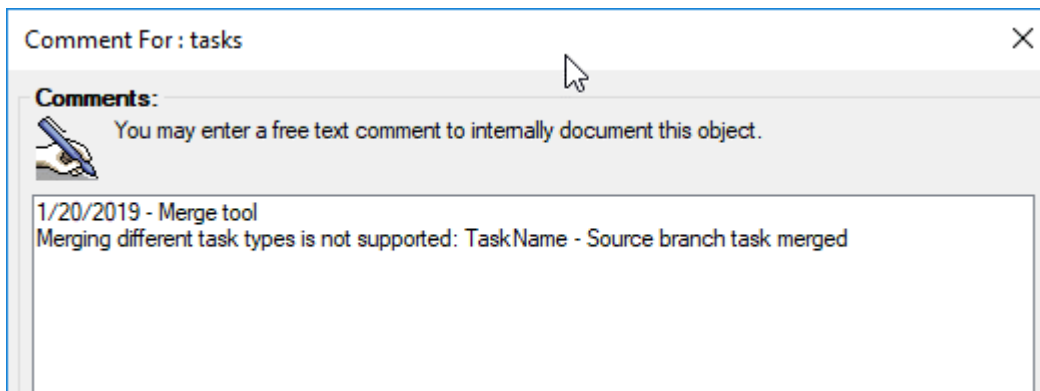 Comment For : tasks
Comments:
You may enter a free text comment to internally document this object.
1/20/2019 - Merge tool
Merging different task types is not supported: TaskName - Source branch task merged